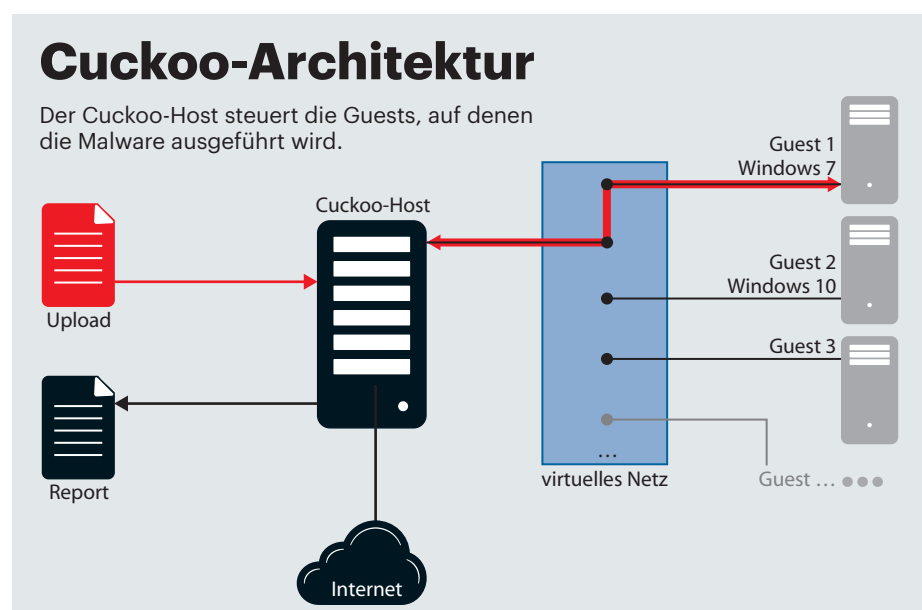 Cuckoo-Architektur
Der Cuckoo-Host steuert die Guests, auf denen
die Malware ausgeführt wird.
Upload
Report
Cuckoo-Host
Internet
...
virtuelles Netz
Guest 1
Windows 7
Guest 2
Windows 10
Guest 3
Guest ...